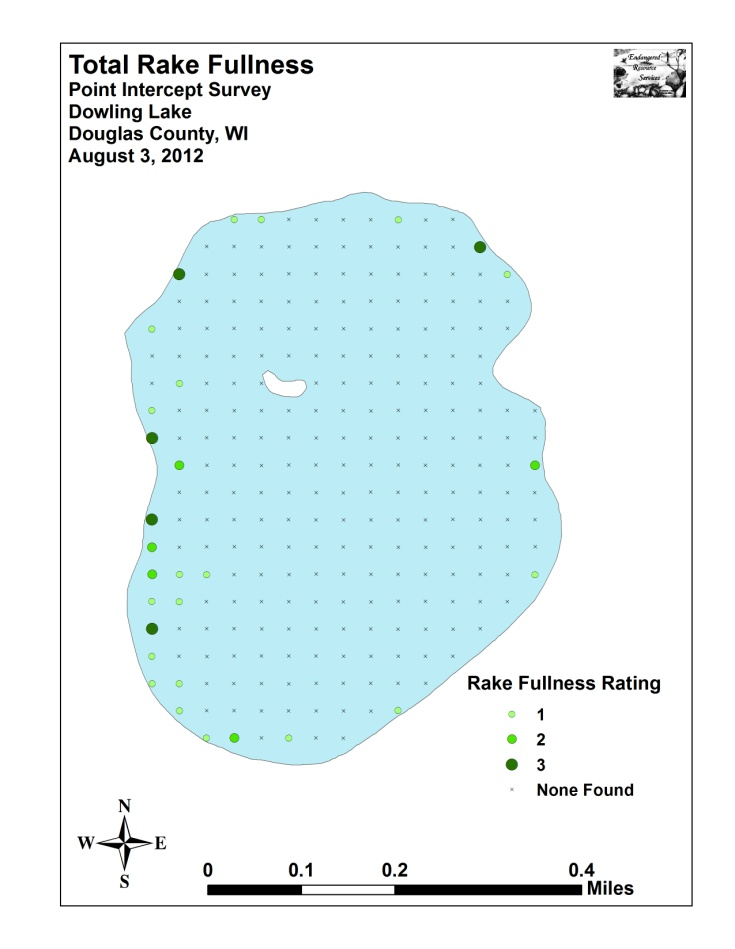 Total Rake Fullness
Point Intercept Survey
Dowling Lake
Douglas County, WI
August 3, 2012
Endangered
Resource
Services
Rake Fullness Rating
1
2
3
None Found
N
W E
S
0 0.1 0.2 0.4
Miles